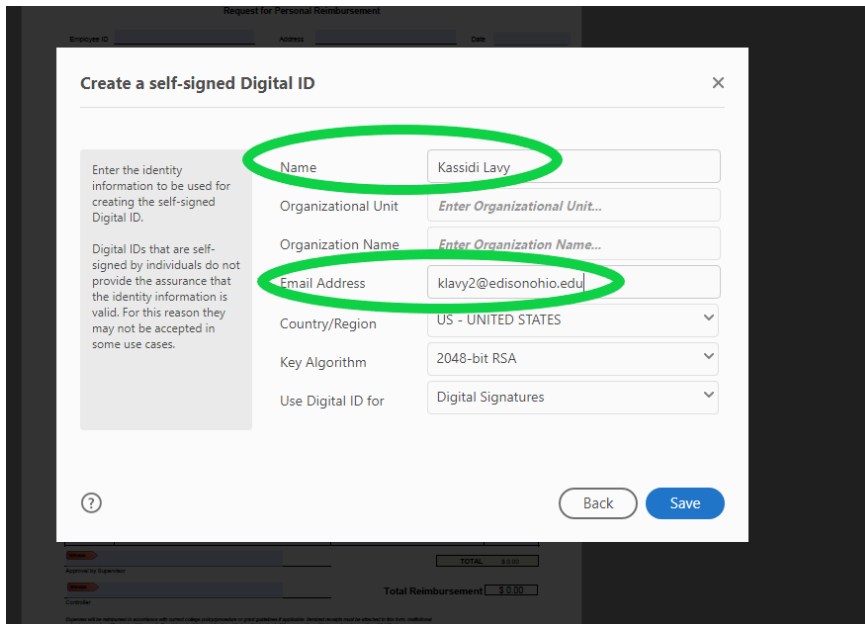 Request for Personal Reimbursement
Employee ID Address Date
Create a self-signed Digital ID
Enter the identity
information to be used for
creating the self-signed
Digital ID.
Digital IDs that are self-
signed by individuals do not
provide the assurance that
the identity information is
valid. For this reason they
may not be accepted in
some use cases.
Name Kassidi Lavy
Organizational Unit Enter Organizational Unit...
Organization Name Enter Organization Name...
Email Address klavy2@edisonohio.edu
Country/Region US - UNITED STATES
Key Algorithm 2048-bit RSA
Use Digital ID for Digital Signatures
? Back Save
TOTAL $ 0.00
Approval by Supervisor
Total Reimbursement $ 0.00
Controller